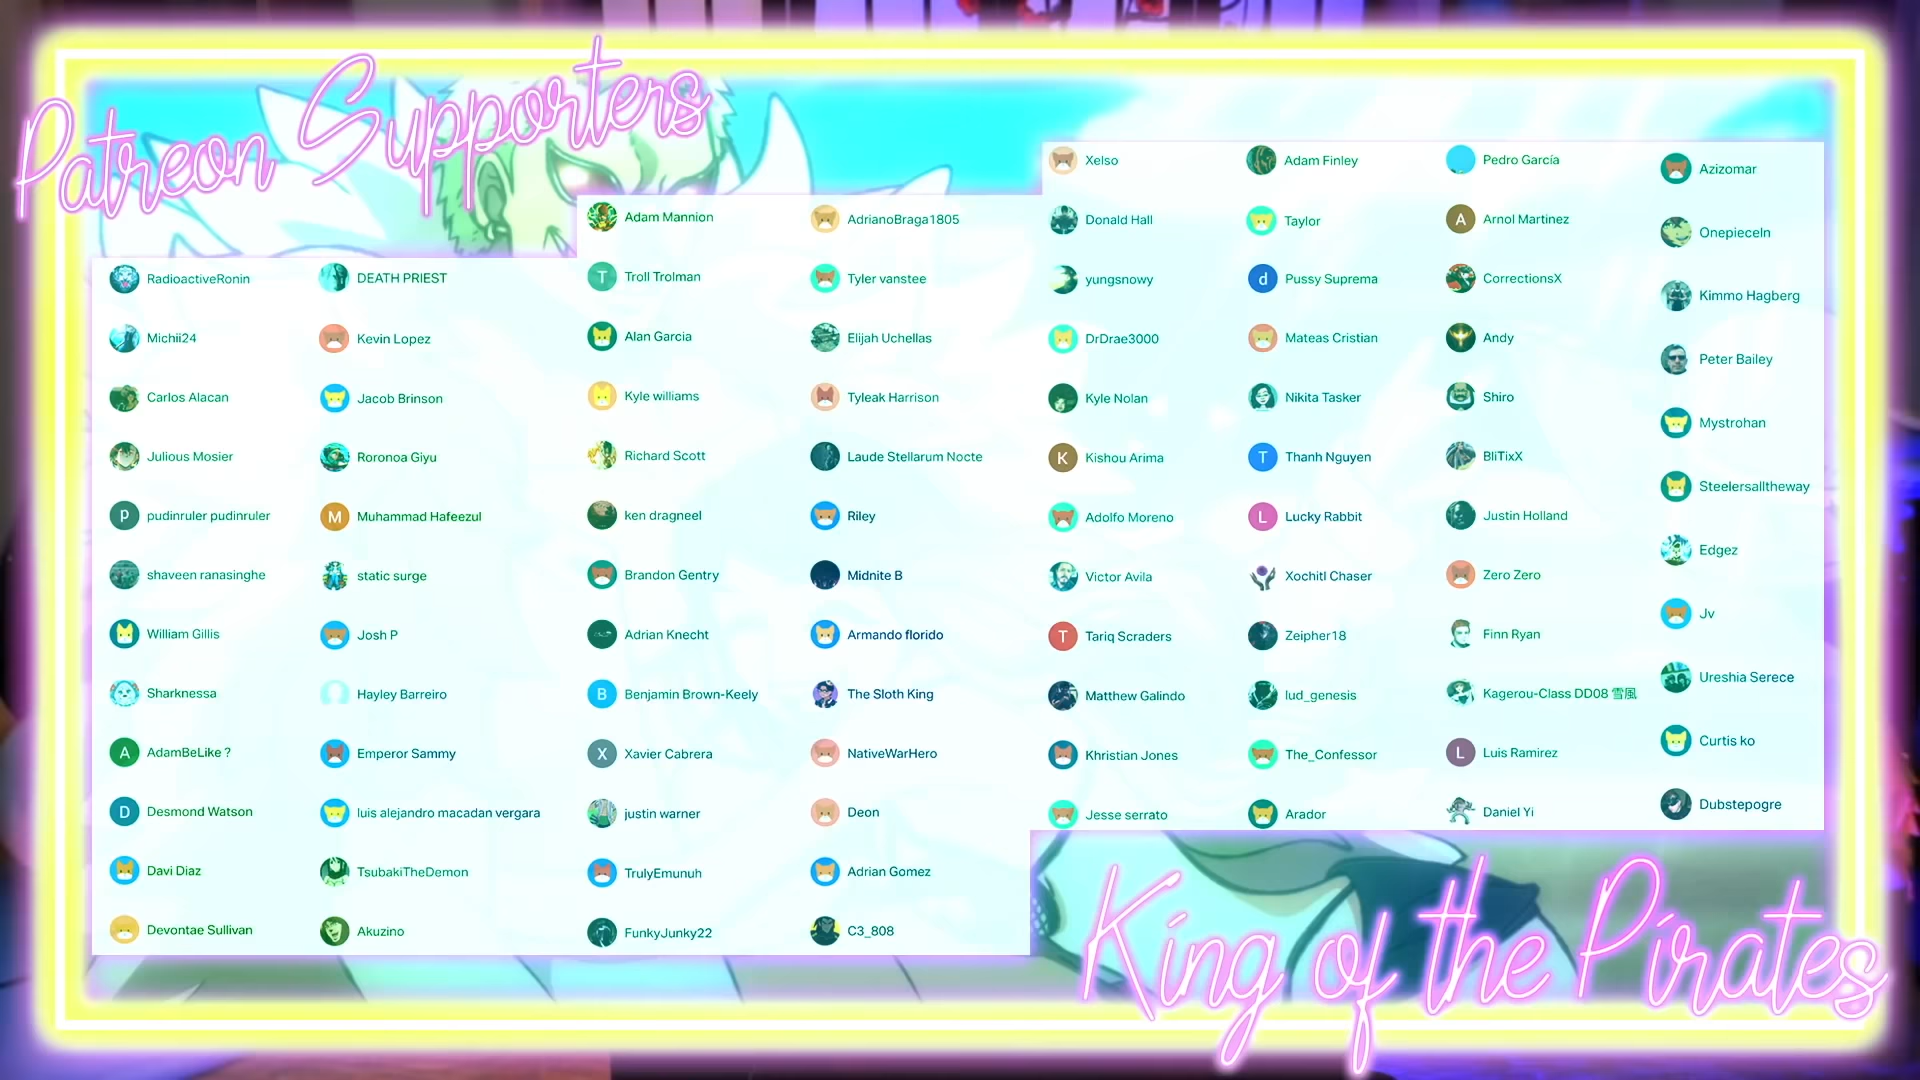 Patreon Supporters
RadioactiveRonin
Michii24
Carlos Alacan
Julious Mosier
p
pudinruler pudinruler
shaveen ranasinghe
William Gillis
Sharknessa
A
AdamBeLike ?
D
Desmond Watson
Davi Diaz
Devontae Sullivan
DEATH PRIEST
Kevin Lopez
Jacob Brinson
Roronoa Giyu
M
Muhammad Hafeezul
static surge
Josh P
Hayley Barreiro
Emperor Sammy
luis alejandro macadan vergara
TsubakiTheDemon
Akuzino
Adam Mannion
T
Troll Trolman
Alan Garcia
Kyle williams
Richard Scott
ken dragneel
Brandon Gentry
Adrian Knecht
B
Benjamin Brown-Keely
X
Xavier Cabrera
justin warner
TrulyEmunuh
FunkyJunky22
AdrianoBraga1805
Tyler vanstee
Elijah Uchellas
Tyleak Harrison
Laude Stellarum Nocte
Riley
Midnite B
Armando florido
The Sloth King
NativeWarHero
Deon
Adrian Gomez
C3_808
Xelso
Donald Hall
yungsnowy
DrDrae3000
Kyle Nolan
K
Kishou Arima
Adolfo Moreno
Victor Avila
T
Tariq Scraders
Matthew Galindo
Khristian Jones
Jesse serrato
Adam Finley
Taylor
d
Pussy Suprema
Mateas Cristian
Nikita Tasker
T
Thanh Nguyen
L
Lucky Rabbit
Xochitl Chaser
Zeipher18
lud_genesis
The_Confessor
Arador
Pedro García
A
Arnol Martinez
CorrectionsX
Andy
Shiro
BliTixX
Justin Holland
Zero Zero
Finn Ryan
Kagerou-Class DD08 雪風
L
Luis Ramirez
Daniel Yi
Azizomar
Onepieceln
Kimmo Hagberg
Peter Bailey
Mystrohan
Steelersalltheway
Edgez
Jv
Ureshia Serece
Curtis ko
Dubstepogre
King of the Pirates